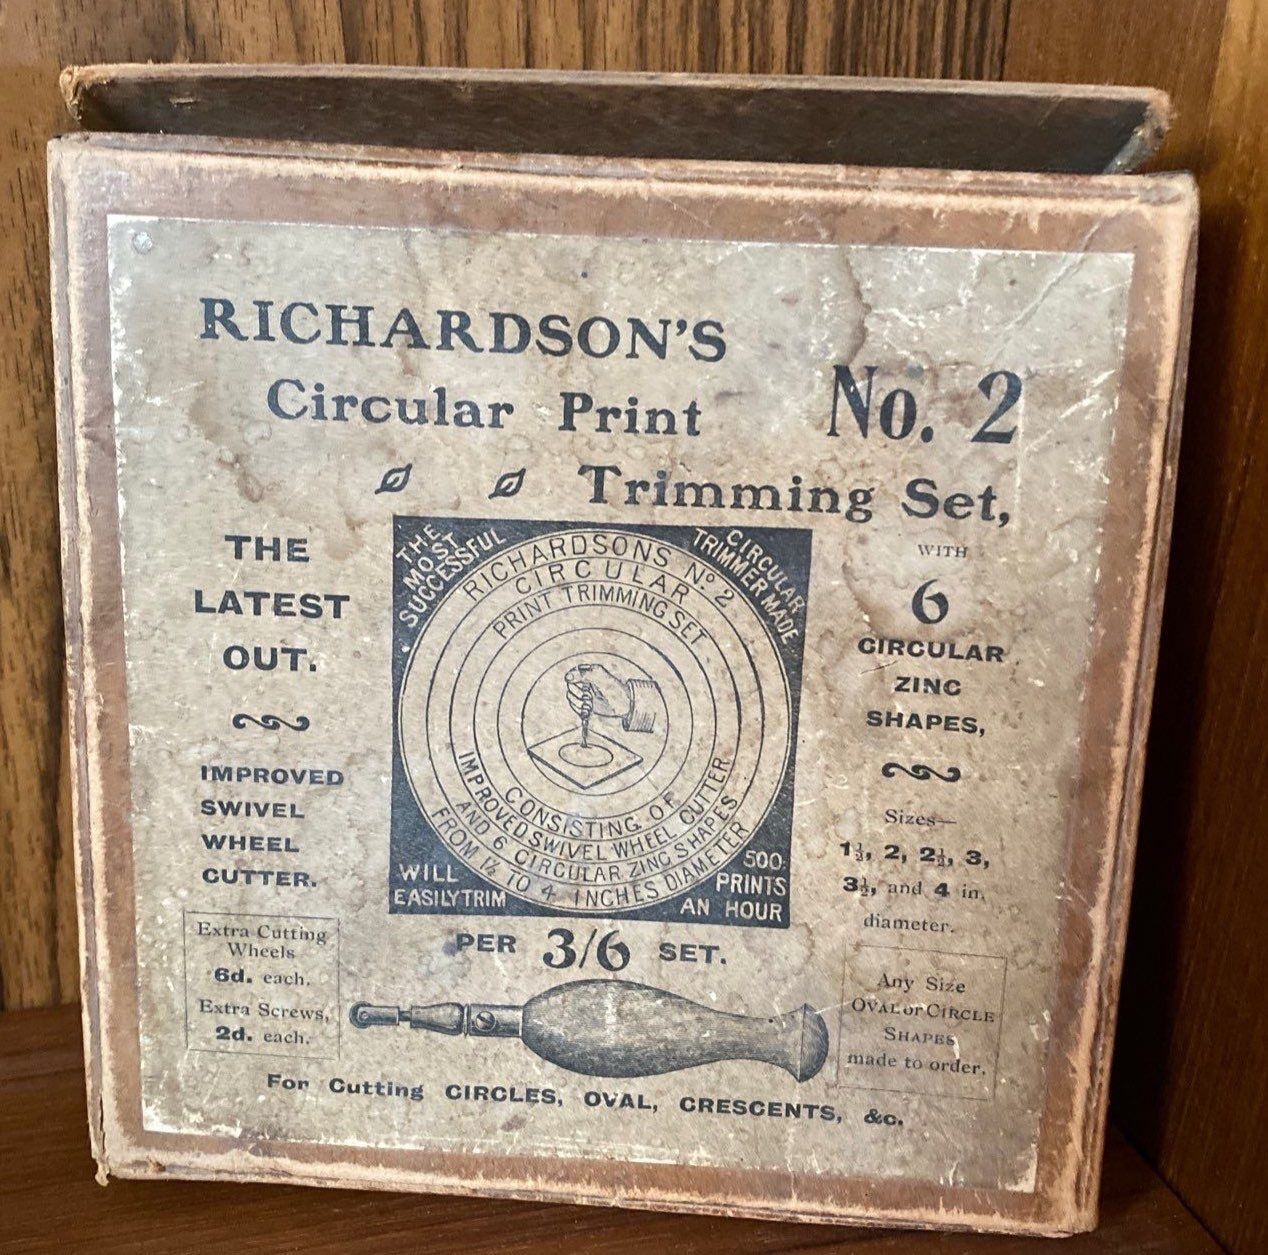 RICHARDSON'S
Circular Print
No. 2
Trimming Set,
THE
LATEST
OUT.
IMPROVED
SWIVEL
WHEEL
CUTTER.
Extra Cutting
Wheels
6d. each.
Extra Screws,
2d. each.
THE
MOST
SUCCESSFUL
CIRCULAR
TRIMMER MADE
RICHARDSONS No. 2
CIRCULAR
PRINT TRIMMING SET
CONSISTING OF
IMPROVED SWIVEL WHEEL CUTTER
AND 6 CIRCULAR ZINC SHAPES
FROM 1½ TO 4 INCHES DIAMETER
WILL
EASILY TRIM
500
PRINTS
AN HOUR
PER 3/6 SET.
WITH
6
CIRCULAR
ZINC
SHAPES,
Sizes—
1½, 2, 2½, 3,
3½, and 4 in.
diameter.
Any Size
OVAL or CIRCLE
SHAPES
made to order.
For Cutting CIRCLES, OVAL, CRESCENTS, &c.